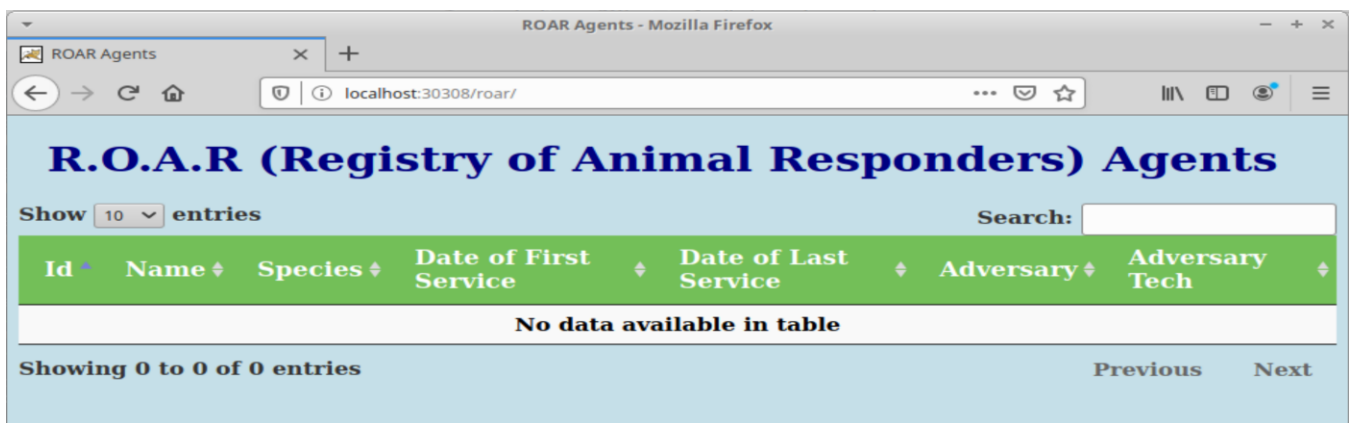 ROAR Agents - Mozilla Firefox
ROAR Agents
localhost:30308/roar/
R.O.A.R (Registry of Animal Responders) Agents
Show 10 entries
Search:
Id Name Species Date of First Service Date of Last Service Adversary Adversary Tech
No data available in table
Showing 0 to 0 of 0 entries
Previous Next